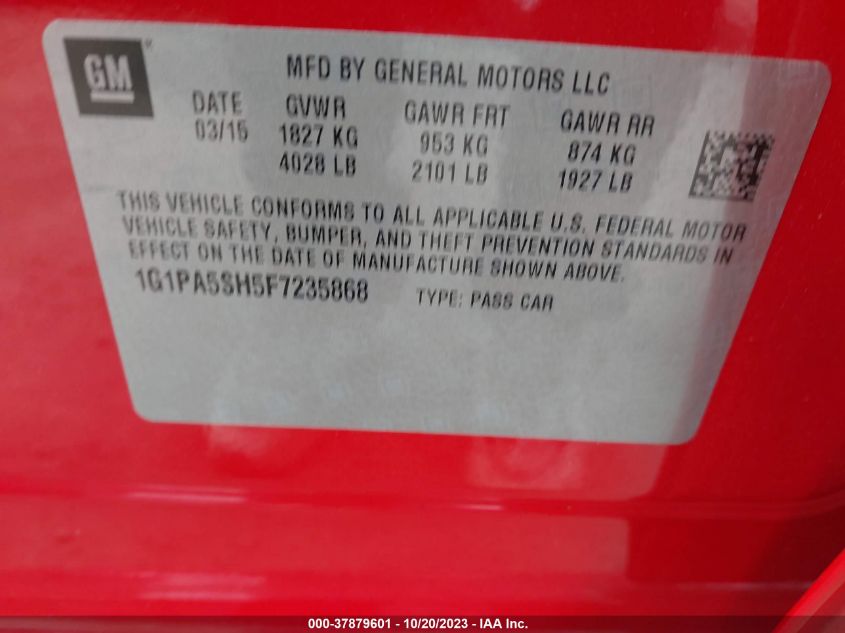 GM
MFD BY GENERAL MOTORS LLC
DATE GVWR GAWR FRT GAWR RR
03/15 1827 KG 953 KG 874 KG
4028 LB 2101 LB 1927 LB
THIS VEHICLE CONFORMS TO ALL APPLICABLE U.S. FEDERAL MOTOR
VEHICLE SAFETY, BUMPER, AND THEFT PREVENTION STANDARDS IN
EFFECT ON THE DATE OF MANUFACTURE SHOWN ABOVE.
1G1PA5SH5F7235868 TYPE: PASS CAR
000-37879601 - 10/20/2023 - IAA Inc.